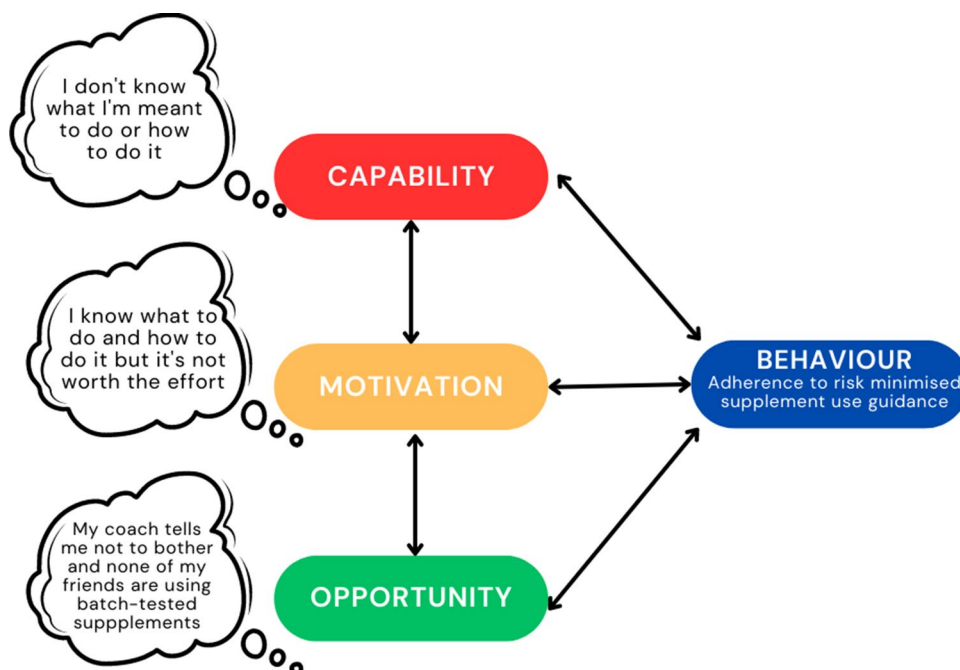 I don't know
what I'm meant
to do or how
to do it
CAPABILITY
I know what to
do and how to
do it but it's not
worth the effort
MOTIVATION
BEHAVIOUR
Adherence to risk minimised
supplement use guidance
My coach tells
me not to bother
and none of my
friends are using
batch-tested
suppplements
OPPORTUNITY